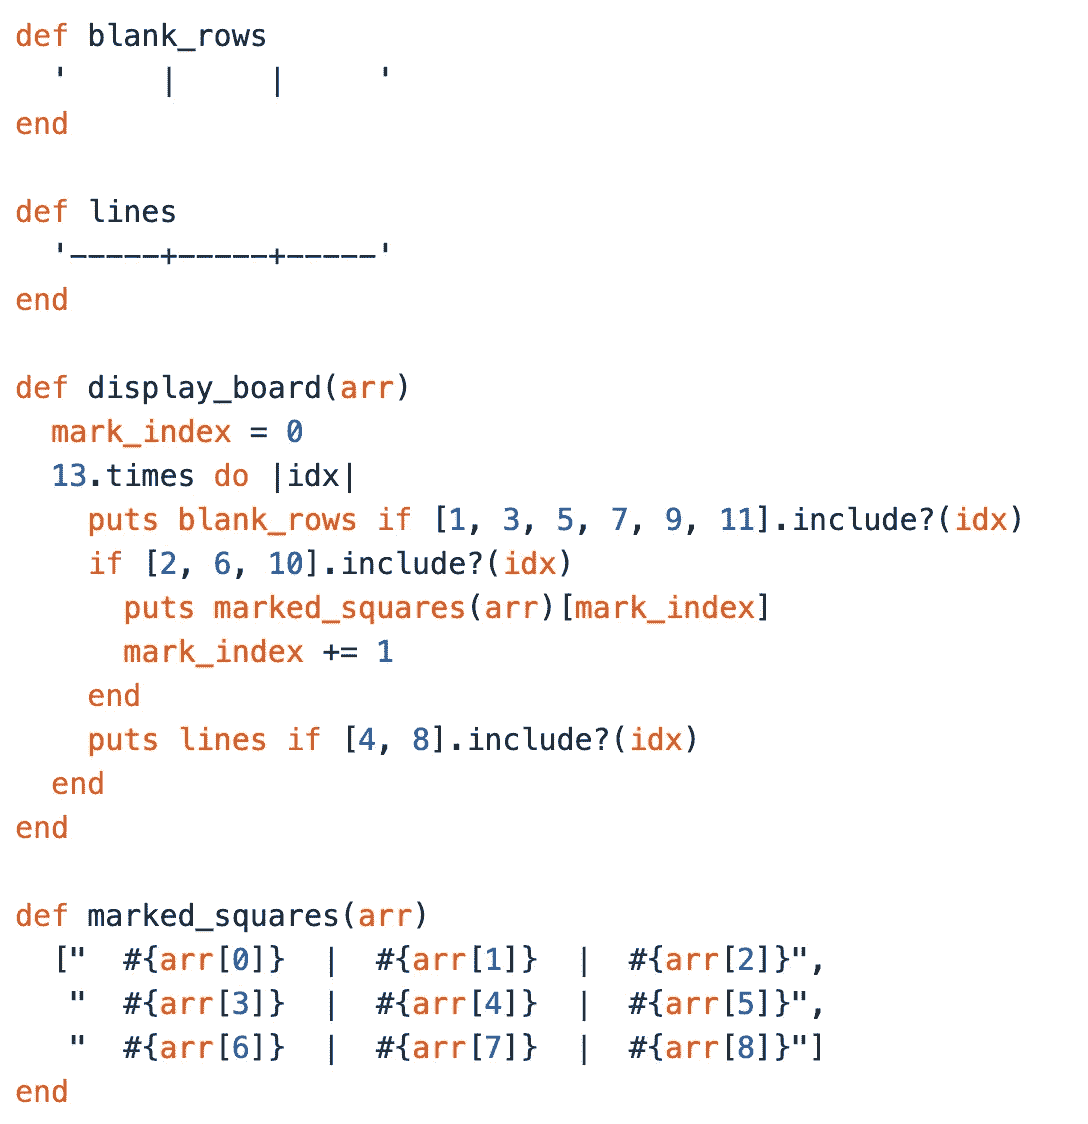 def blank_rows
  '     |     |     '
end

def lines
  '-----+-----+-----'
end

def display_board(arr)
  mark_index = 0
  13.times do |idx|
    puts blank_rows if [1, 3, 5, 7, 9, 11].include?(idx)
    if [2, 6, 10].include?(idx)
      puts marked_squares(arr)[mark_index]
      mark_index += 1
    end
    puts lines if [4, 8].include?(idx)
  end
end

def marked_squares(arr)
  ["  #{arr[0]}  |  #{arr[1]}  |  #{arr[2]}",
   "  #{arr[3]}  |  #{arr[4]}  |  #{arr[5]}",
   "  #{arr[6]}  |  #{arr[7]}  |  #{arr[8]}"]
end